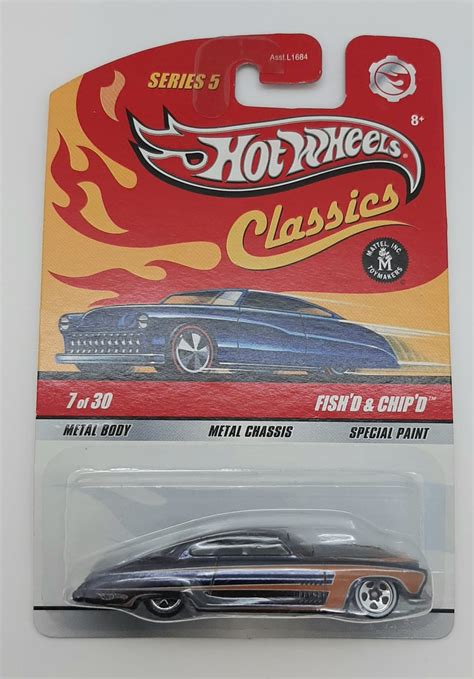 Asst.L1684
SERIES 5
8+
HOT WHEELS
Classics
MATTEL, INC.
M
TOYMAKERS
7 of 30
FISH'D & CHIP'D™
METAL BODY METAL CHASSIS SPECIAL PAINT